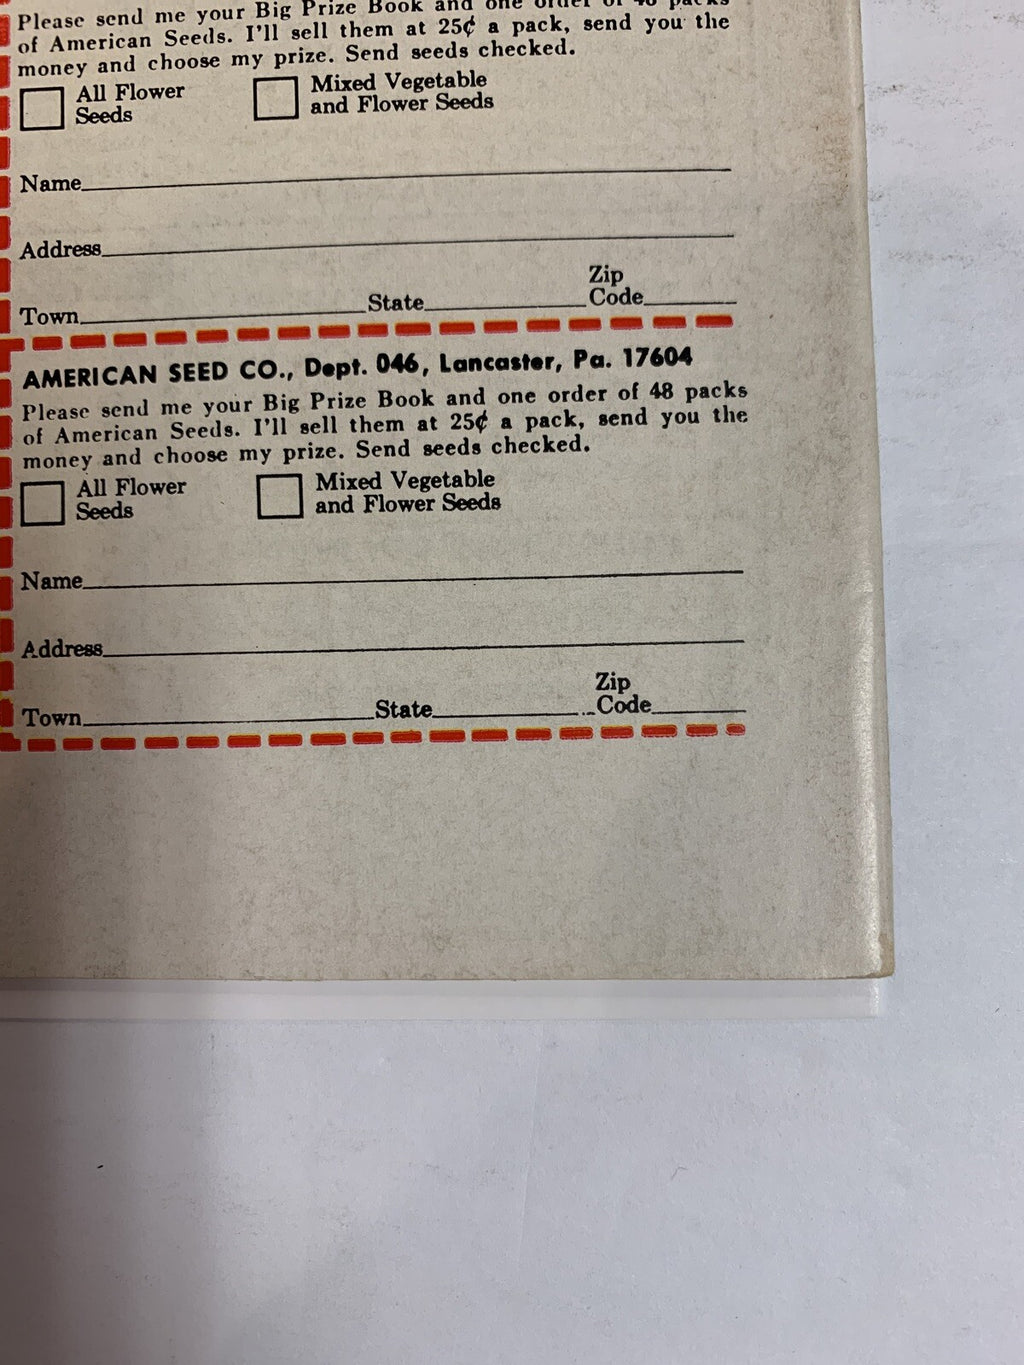 Please send me your Big Prize Book and one order of 48 packs
of American Seeds. I'll sell them at 25¢ a pack, send you the
money and choose my prize. Send seeds checked.
All Flower Seeds
Mixed Vegetable and Flower Seeds
Name
Address
Town State Zip Code
AMERICAN SEED CO., Dept. 046, Lancaster, Pa. 17604
Please send me your Big Prize Book and one order of 48 packs
of American Seeds. I'll sell them at 25¢ a pack, send you the
money and choose my prize. Send seeds checked.
All Flower Seeds
Mixed Vegetable and Flower Seeds
Name
Address
Town State Zip Code